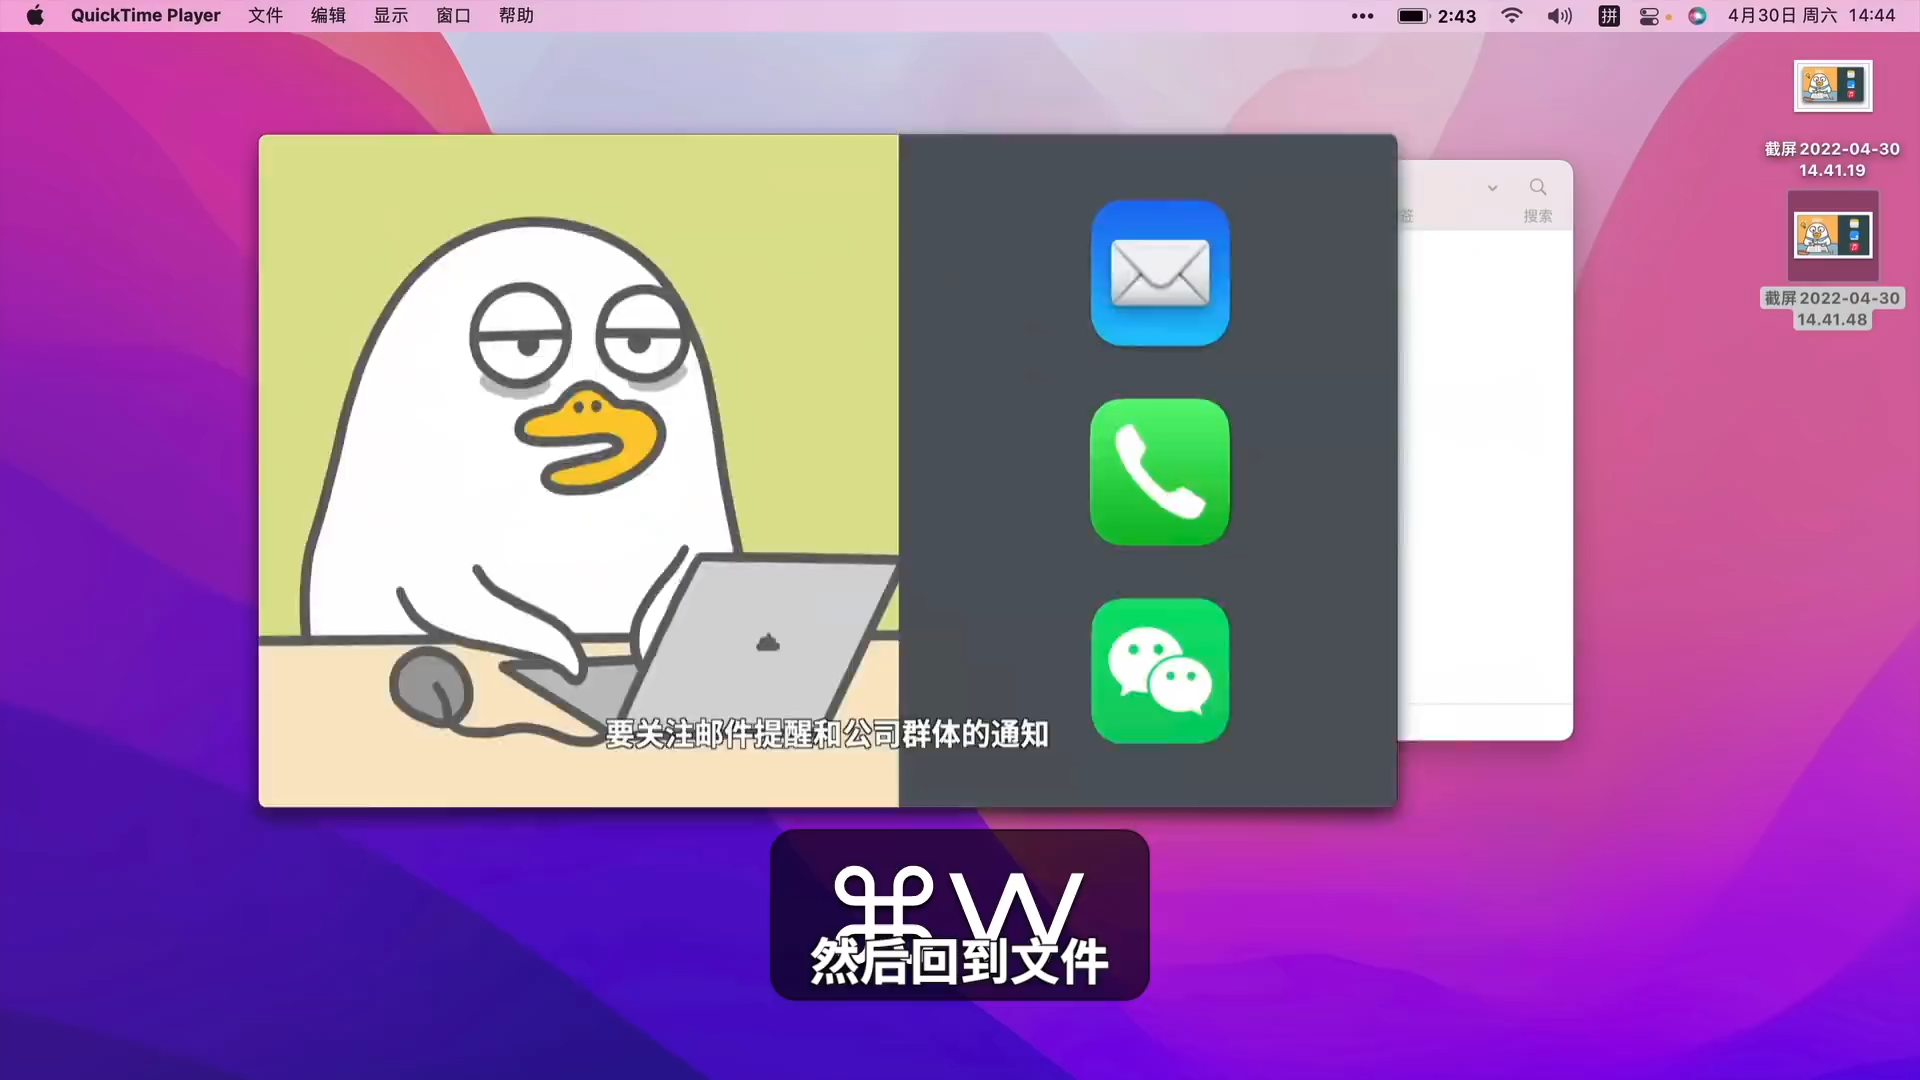 QuickTime Player 文件 编辑 显示 窗口 帮助
2:43 拼 4月30日 周六 14:44
截屏2022-04-30
14.41.19
签 搜索
截屏2022-04-30
14.41.48
要关注邮件提醒和公司群体的通知
⌘W
然后回到文件